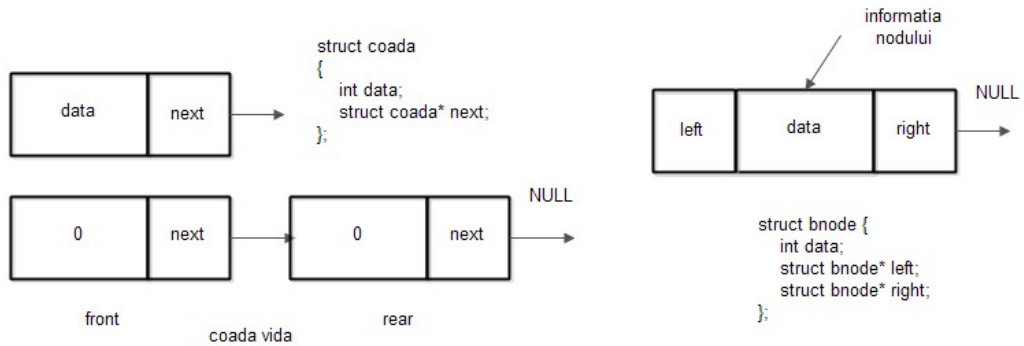 data
next
struct coada
{
int data;
struct coada* next;
};
0
next
0
next
NULL
front
rear
coada vida
informatia
nodului
left
data
right
NULL
struct bnode {
int data;
struct bnode* left;
struct bnode* right;
};